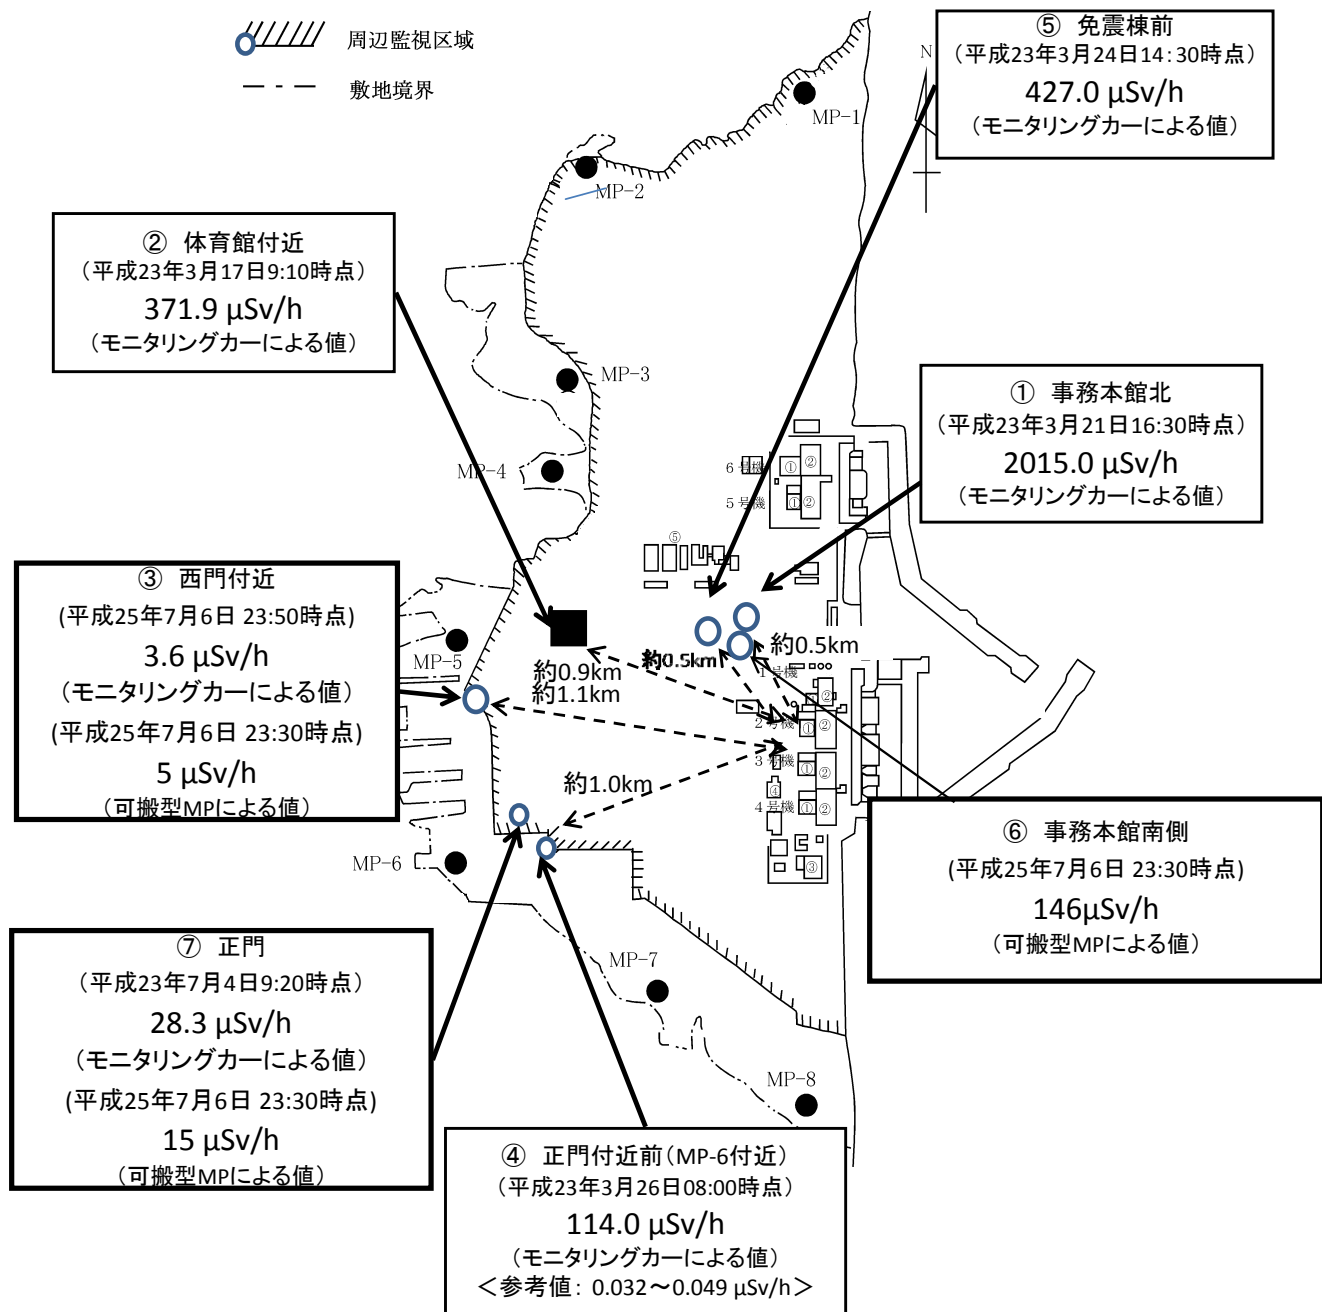 周辺監視区域
敷地境界
⑤ 免震棟前
（平成23年3月24日14:30時点）
427.0 μSv/h
（モニタリングカーによる値）
N
MP-1
MP-2
② 体育館付近
（平成23年3月17日9:10時点）
371.9 μSv/h
（モニタリングカーによる値）
MP-3
① 事務本館北
（平成23年3月21日16:30時点）
2015.0 μSv/h
（モニタリングカーによる値）
MP-4
6号機
①
②
5号機
①
②
⑤
③ 西門付近
(平成25年7月6日 23:50時点)
3.6 μSv/h
（モニタリングカーによる値）
(平成25年7月6日 23:30時点)
5 μSv/h
（可搬型MPによる値）
MP-5
約0.9km
約1.1km
約0.5km
約0.5km
1号機
②
2号機
①
②
3号機
①
②
④
4号機
①
②
③
約1.0km
MP-6
⑥ 事務本館南側
(平成25年7月6日 23:30時点)
146μSv/h
（可搬型MPによる値）
⑦ 正門
（平成23年7月4日9:20時点）
28.3 μSv/h
（モニタリングカーによる値）
(平成25年7月6日 23:30時点)
15 μSv/h
（可搬型MPによる値）
MP-7
MP-8
④ 正門付近前（MP-6付近）
（平成23年3月26日08:00時点）
114.0 μSv/h
（モニタリングカーによる値）
＜参考値： 0.032～0.049 μSv/h＞